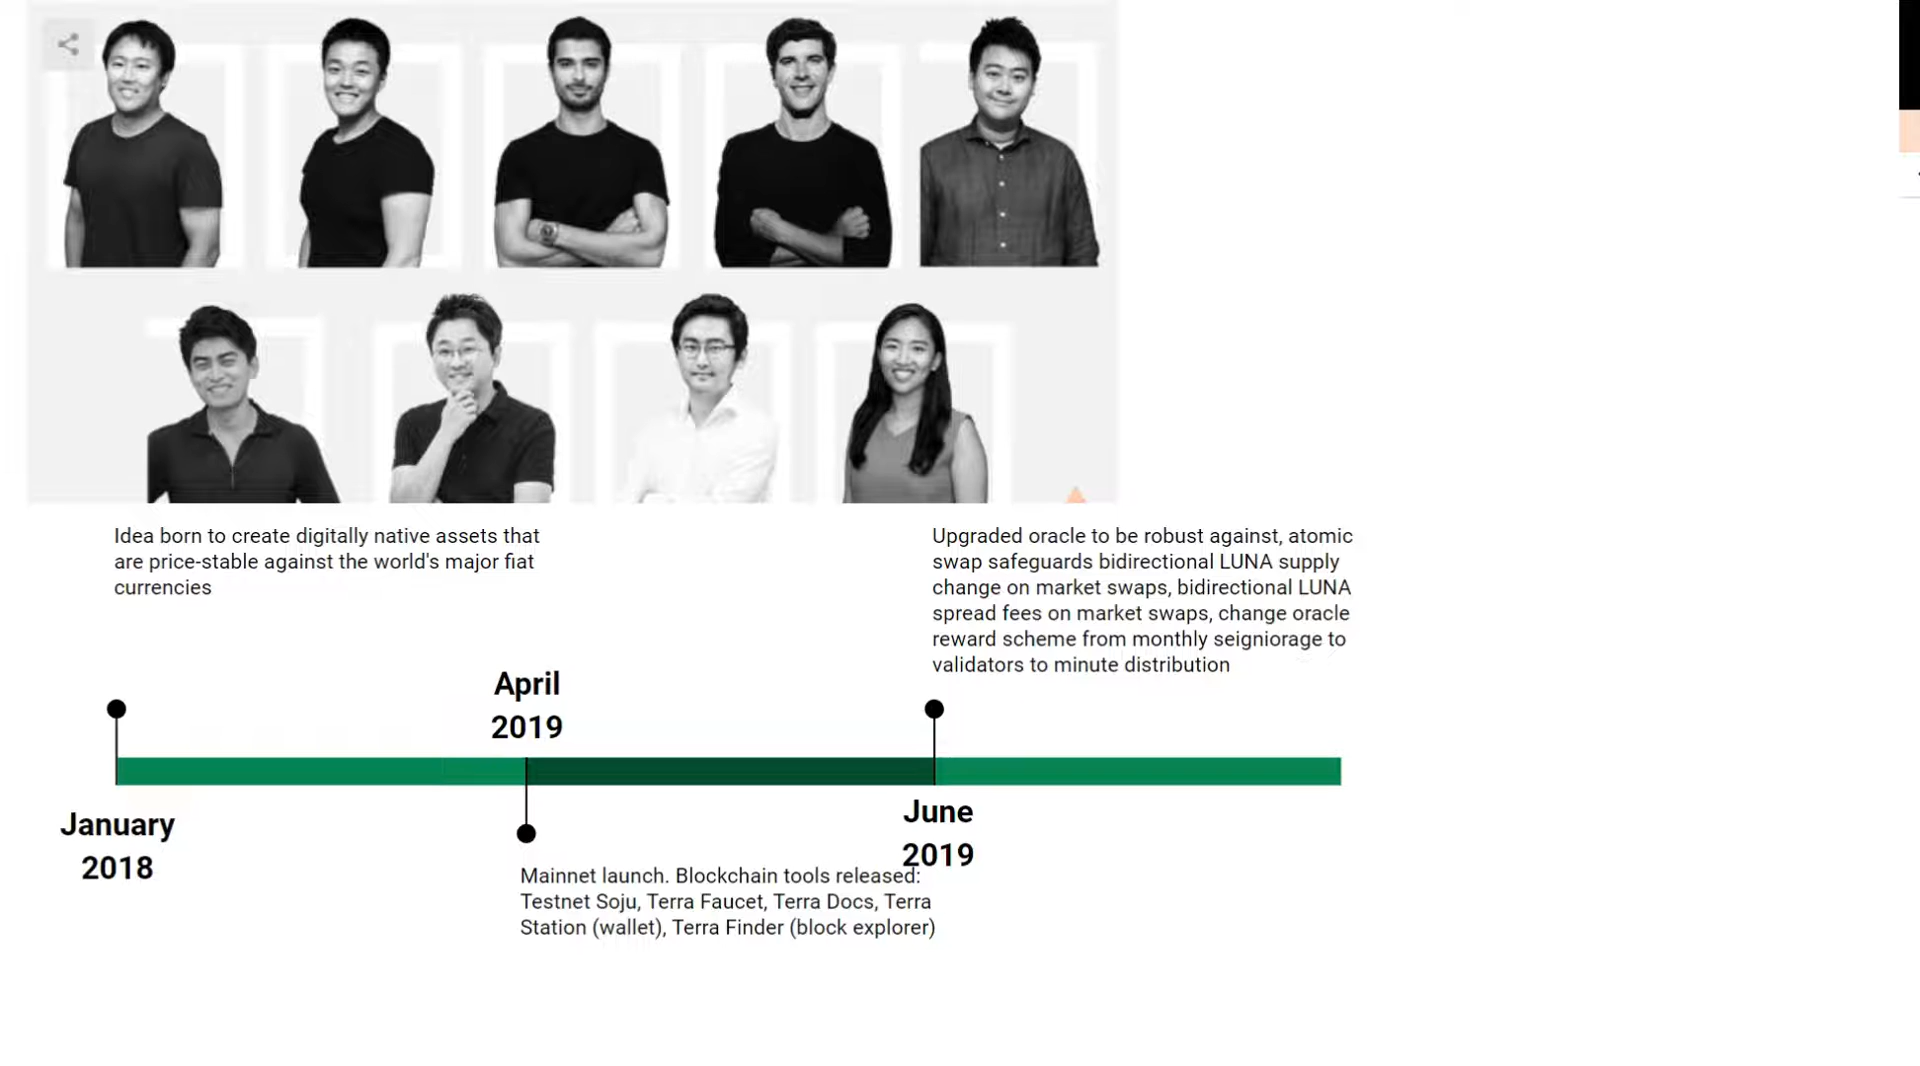 Idea born to create digitally native assets that
are price-stable against the world's major fiat
currencies
Upgraded oracle to be robust against, atomic
swap safeguards bidirectional LUNA supply
change on market swaps, bidirectional LUNA
spread fees on market swaps, change oracle
reward scheme from monthly seigniorage to
validators to minute distribution
April
2019
January
2018
June
2019
Mainnet launch. Blockchain tools released:
Testnet Soju, Terra Faucet, Terra Docs, Terra
Station (wallet), Terra Finder (block explorer)